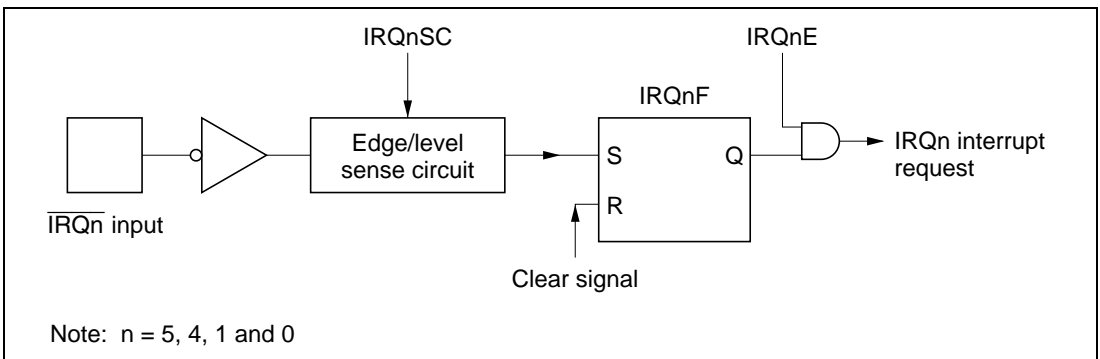 IRQnSC
IRQnE
IRQnF
Edge/level
sense circuit
S
Q
R
IRQn interrupt
request
IRQn input
Clear signal
Note: n = 5, 4, 1 and 0